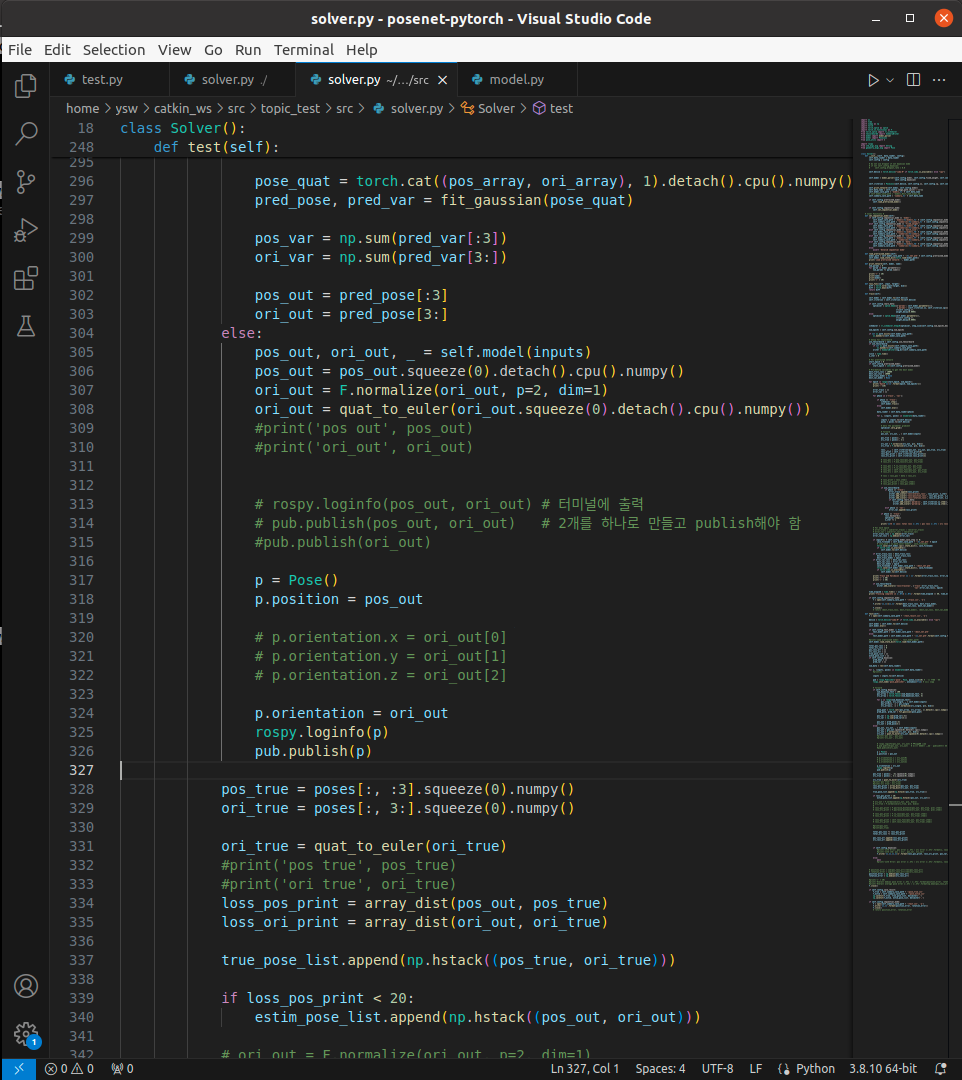 solver.py - posenet-pytorch - Visual Studio Code
File Edit Selection View Go Run Terminal Help
test.py solver.py ./ solver.py ~/.../src model.py
home > ysw > catkin_ws > src > topic_test > src > solver.py > Solver > test
18 class Solver():
248 def test(self):
295
296 pose_quat = torch.cat((pos_array, ori_array), 1).detach().cpu().numpy()
297 pred_pose, pred_var = fit_gaussian(pose_quat)
298
299 pos_var = np.sum(pred_var[:3])
300 ori_var = np.sum(pred_var[3:])
301
302 pos_out = pred_pose[:3]
303 ori_out = pred_pose[3:]
304 else:
305 pos_out, ori_out, _ = self.model(inputs)
306 pos_out = pos_out.squeeze(0).detach().cpu().numpy()
307 ori_out = F.normalize(ori_out, p=2, dim=1)
308 ori_out = quat_to_euler(ori_out.squeeze(0).detach().cpu().numpy())
309 #print('pos out', pos_out)
310 #print('ori_out', ori_out)
311
312
313 # rospy.loginfo(pos_out, ori_out) # 터미널에 출력
314 # pub.publish(pos_out, ori_out) # 2개를 하나로 만들고 publish해야 함
315 #pub.publish(ori_out)
316
317 p = Pose()
318 p.position = pos_out
319
320 # p.orientation.x = ori_out[0]
321 # p.orientation.y = ori_out[1]
322 # p.orientation.z = ori_out[2]
323
324 p.orientation = ori_out
325 rospy.loginfo(p)
326 pub.publish(p)
327
328 pos_true = poses[:, :3].squeeze(0).numpy()
329 ori_true = poses[:, 3:].squeeze(0).numpy()
330
331 ori_true = quat_to_euler(ori_true)
332 #print('pos true', pos_true)
333 #print('ori true', ori_true)
334 loss_pos_print = array_dist(pos_out, pos_true)
335 loss_ori_print = array_dist(ori_out, ori_true)
336
337 true_pose_list.append(np.hstack((pos_true, ori_true)))
338
339 if loss_pos_print < 20:
340 estim_pose_list.append(np.hstack((pos_out, ori_out)))
341
342 # ori_out = F.normalize(ori_out, p=2, dim=1)
1
0 0 0 Ln 327, Col 1 Spaces: 4 UTF-8 LF Python 3.8.10 64-bit